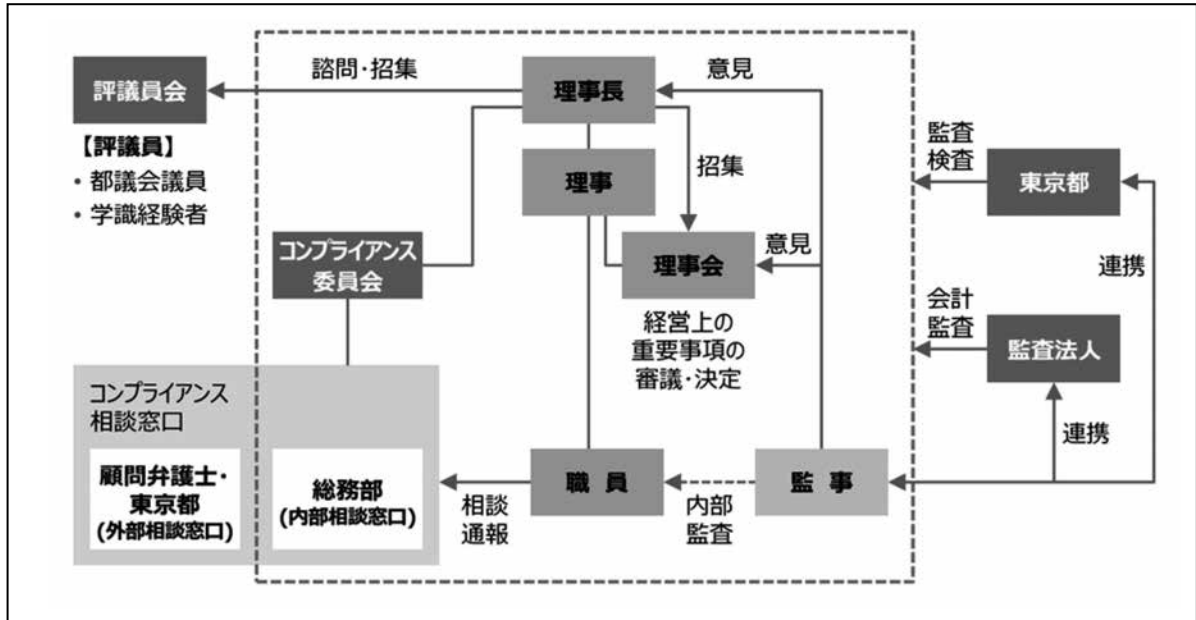 諮問・招集
意見
評議員会
理事長
【評議員】
・都議会議員
・学識経験者
監査
検査
招集
理事
東京都
コンプライアンス
委員会
理事会
意見
連携
経営上の
重要事項の
審議・決定
会計
監査
監査法人
コンプライアンス
相談窓口
連携
顧問弁護士・
東京都
(外部相談窓口)
総務部
(内部相談窓口)
職員
監事
相談
通報
内部
監査